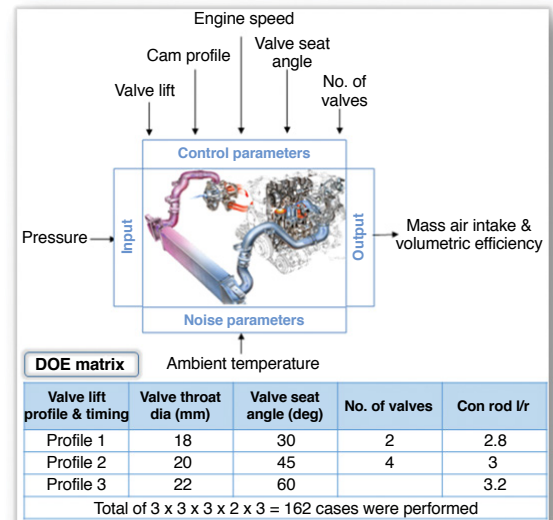 Engine speed
Cam profile
Valve seat
angle
Valve lift
No. of
valves
Control parameters
Pressure
Input
Output
Mass air intake &
volumetric efficiency
Noise parameters
DOE matrix
Ambient temperature
Valve lift
profile & timing
Valve throat
dia (mm)
Valve seat
angle (deg)
No. of valves
Con rod l/r
Profile 1 18 30 2 2.8
Profile 2 20 45 4 3
Profile 3 22 60 3.2
Total of 3 x 3 x 3 x 2 x 3 = 162 cases were performed